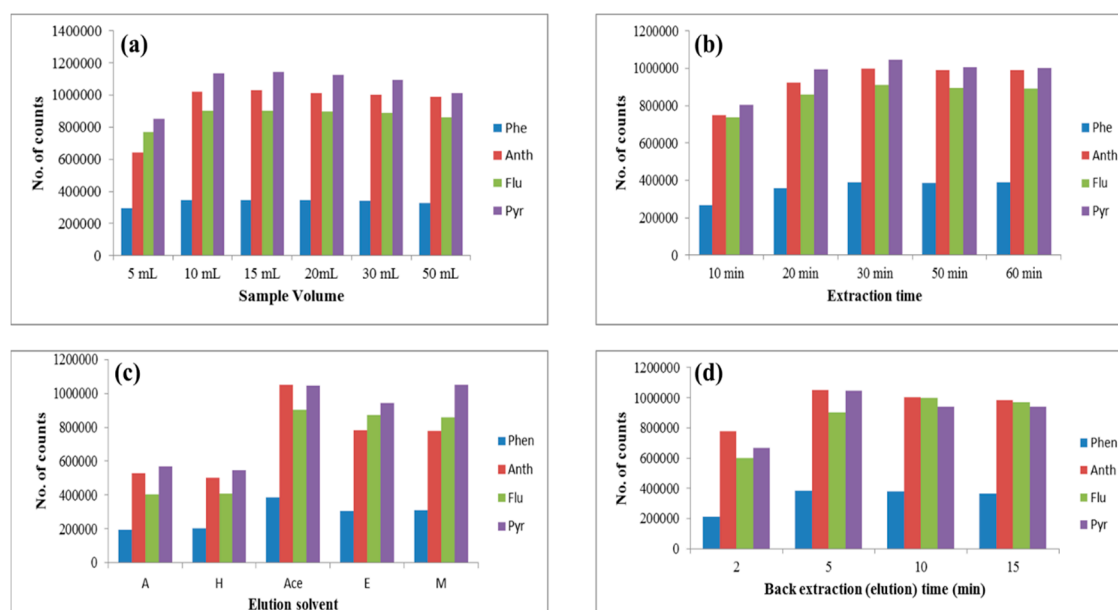 (a)
1400000
1200000
1000000
800000
600000
400000
200000
0
No. of counts
5 mL 10 mL 15 mL 20mL 30 mL 50 mL
Sample Volume
Phe
Anth
Flu
Pyr
(b)
1200000
1000000
800000
600000
400000
200000
0
No. of counts
10 min 20 min 30 min 50 min 60 min
Extraction time
Phe
Anth
Flu
Pyr
(c)
1200000
1000000
800000
600000
400000
200000
0
No. of counts
A H Ace E M
Elution solvent
Phen
Anth
Flu
Pyr
(d)
1200000
1000000
800000
600000
400000
200000
0
No. of counts
2 5 10 15
Back extraction (elution) time (min)
Phen
Anth
Flu
Pyr